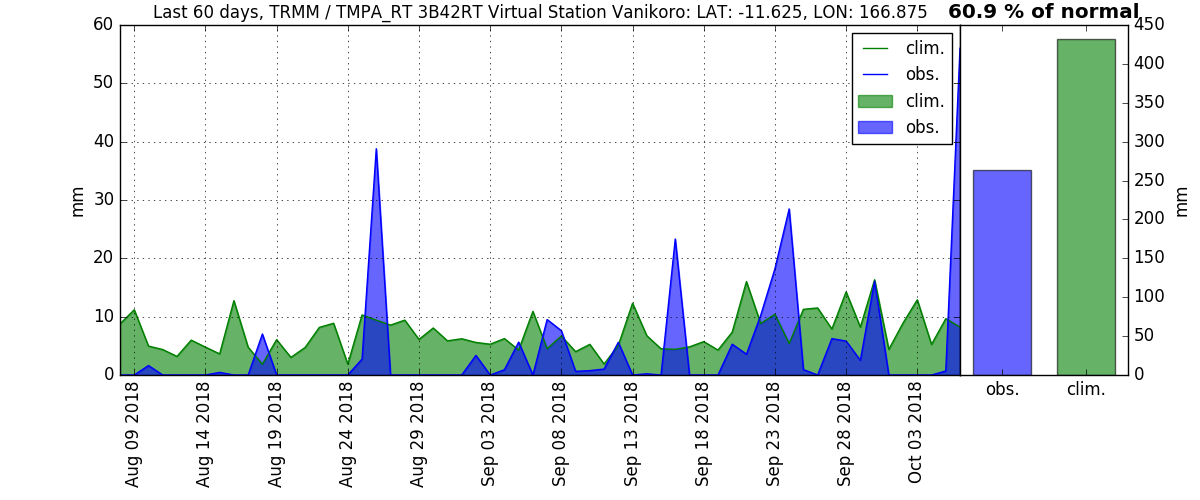 Last 60 days, TRMM / TMPA_RT 3B42RT Virtual Station Vanikoro: LAT: -11.625, LON: 166.875
60.9 % of normal
60
50
40
30
20
10
0
mm
clim.
obs.
clim.
obs.
450
400
350
300
250
200
150
100
50
0
mm
Aug 09 2018
Aug 14 2018
Aug 19 2018
Aug 24 2018
Aug 29 2018
Sep 03 2018
Sep 08 2018
Sep 13 2018
Sep 18 2018
Sep 23 2018
Sep 28 2018
Oct 03 2018
obs.
clim.